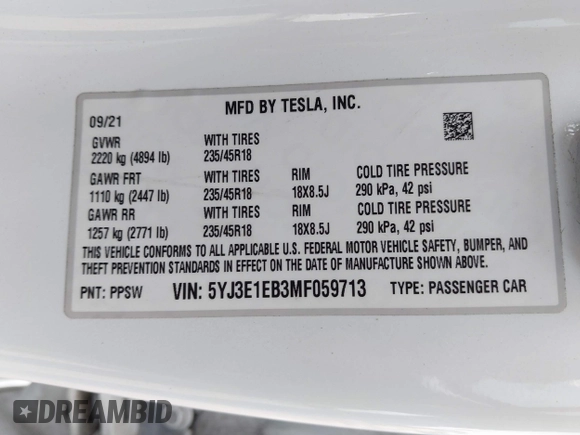 MFD BY TESLA, INC.
09/21
GVWR WITH TIRES
2220 kg (4894 lb) 235/45R18
GAWR FRT WITH TIRES RIM COLD TIRE PRESSURE
1110 kg (2447 lb) 235/45R18 18X8.5J 290 kPa, 42 psi
GAWR RR WITH TIRES RIM COLD TIRE PRESSURE
1257 kg (2771 lb) 235/45R18 18X8.5J 290 kPa, 42 psi
THIS VEHICLE CONFORMS TO ALL APPLICABLE U.S. FEDERAL MOTOR VEHICLE SAFETY, BUMPER, AND
THEFT PREVENTION STANDARDS IN EFFECT ON THE DATE OF MANUFACTURE SHOWN ABOVE.
PNT: PPSW VIN: 5YJ3E1EB3MF059713 TYPE: PASSENGER CAR
DREAMBID